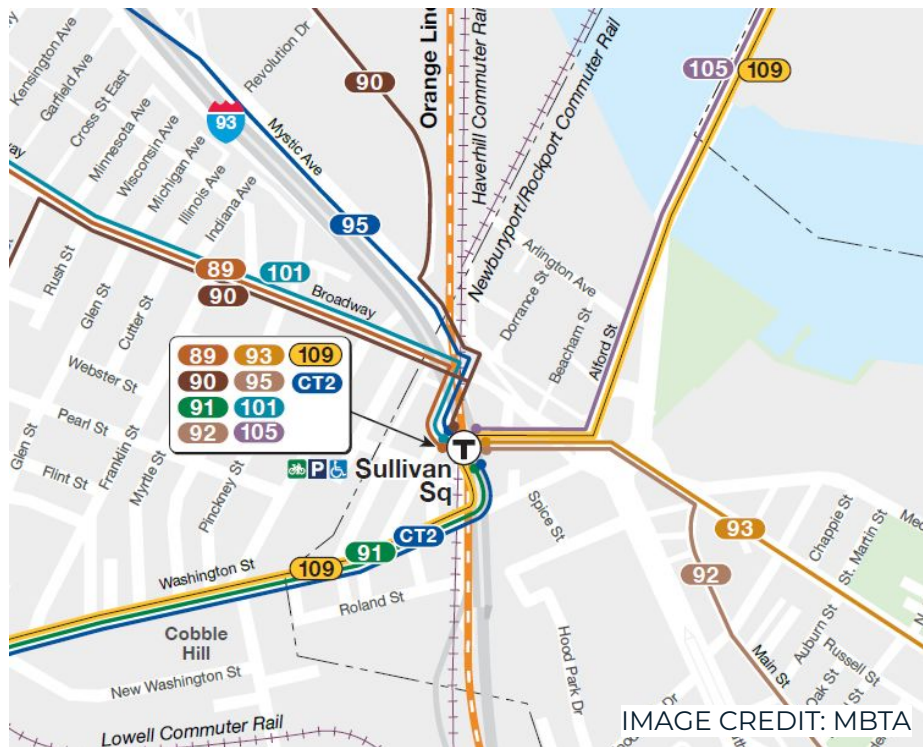 Kensington Ave
Garfield Ave
Cross St East
Minnesota Ave
Wisconsin Ave
Michigan Ave
Illinois Ave
Indiana Ave
Revolution Dr
93
Mystic Ave
90
Orange Line
Haverhill Commuter Rail
Newburyport/Rockport Commuter Rail
105
109
95
Arlington Ave
Dorrance St
Beacham St
Alford St
89
101
90
Broadway
Rush St
Glen St
Cutter St
Webster St
Pearl St
Glen St
Flint St
Franklin St
Myrtle St
Pinckney St
89 93 109
90 95 CT2
91 101
92 105
T
P
Sullivan
Sq
CT2
91
109
Washington St
Roland St
Cobble
Hill
New Washington St
Lowell Commuter Rail
Spice St
Hood Park Dr
93
92
Chappie St
St. Martin St
Main St
Auburn St
Russell St
Oak St
IMAGE CREDIT: MBTA